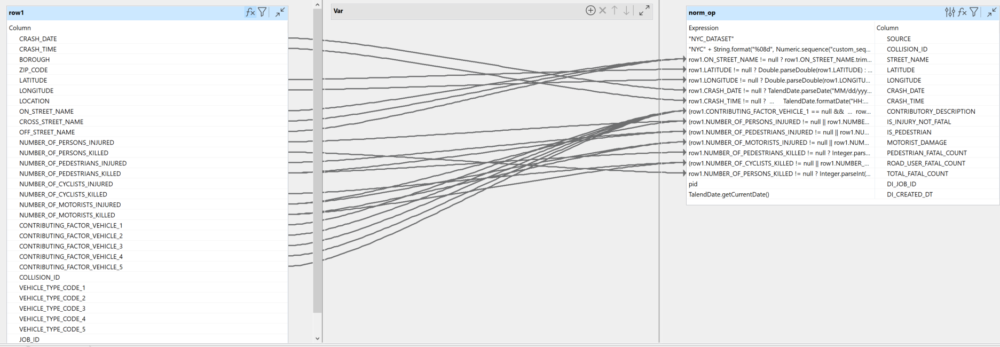 row1
fx
Column
CRASH_DATE
CRASH_TIME
BOROUGH
ZIP_CODE
LATITUDE
LONGITUDE
LOCATION
ON_STREET_NAME
CROSS_STREET_NAME
OFF_STREET_NAME
NUMBER_OF_PERSONS_INJURED
NUMBER_OF_PERSONS_KILLED
NUMBER_OF_PEDESTRIANS_INJURED
NUMBER_OF_PEDESTRIANS_KILLED
NUMBER_OF_CYCLISTS_INJURED
NUMBER_OF_CYCLISTS_KILLED
NUMBER_OF_MOTORISTS_INJURED
NUMBER_OF_MOTORISTS_KILLED
CONTRIBUTING_FACTOR_VEHICLE_1
CONTRIBUTING_FACTOR_VEHICLE_2
CONTRIBUTING_FACTOR_VEHICLE_3
CONTRIBUTING_FACTOR_VEHICLE_4
CONTRIBUTING_FACTOR_VEHICLE_5
COLLISION_ID
VEHICLE_TYPE_CODE_1
VEHICLE_TYPE_CODE_2
VEHICLE_TYPE_CODE_3
VEHICLE_TYPE_CODE_4
VEHICLE_TYPE_CODE_5
JOB_ID
Var
norm_op
fx
Expression Column
"NYC_DATASET" SOURCE
"NYC" + String.format("%08d", Numeric.sequence("custom_seq... COLLISION_ID
row1.ON_STREET_NAME != null ? row1.ON_STREET_NAME.trim... STREET_NAME
row1.LATITUDE != null ? Double.parseDouble(row1.LATITUDE) : ... LATITUDE
row1.LONGITUDE != null ? Double.parseDouble(row1.LONGITU... LONGITUDE
row1.CRASH_DATE != null ? TalendDate.parseDate("MM/dd/yyy... CRASH_DATE
row1.CRASH_TIME != null ? ... TalendDate.formatDate("HH:... CRASH_TIME
(row1.CONTRIBUTING_FACTOR_VEHICLE_1 == null && ... row... CONTRIBUTORY_DESCRIPTION
(row1.NUMBER_OF_PERSONS_INJURED != null || row1.NUMBE... IS_INJURY_NOT_FATAL
(row1.NUMBER_OF_PEDESTRIANS_INJURED != null || row1.NU... IS_PEDESTRIAN
(row1.NUMBER_OF_MOTORISTS_INJURED != null || row1.NUM... MOTORIST_DAMAGE
row1.NUMBER_OF_PEDESTRIANS_KILLED != null ? Integer.pars... PEDESTRIAN_FATAL_COUNT
(row1.NUMBER_OF_CYCLISTS_KILLED != null || row1.NUMBER_... ROAD_USER_FATAL_COUNT
row1.NUMBER_OF_PERSONS_KILLED != null ? Integer.parseInt(... TOTAL_FATAL_COUNT
pid DI_JOB_ID
TalendDate.getCurrentDate() DI_CREATED_DT